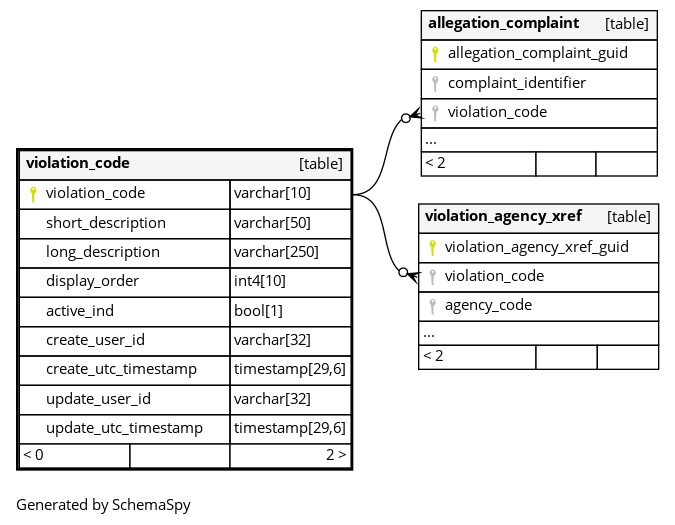 allegation_complaint [table]
allegation_complaint_guid
complaint_identifier
violation_code
...
< 2
violation_code [table]
violation_code varchar[10]
short_description varchar[50]
long_description varchar[250]
display_order int4[10]
active_ind bool[1]
create_user_id varchar[32]
create_utc_timestamp timestamp[29,6]
update_user_id varchar[32]
update_utc_timestamp timestamp[29,6]
< 0 2 >
violation_agency_xref [table]
violation_agency_xref_guid
violation_code
agency_code
...
< 2
Generated by SchemaSpy